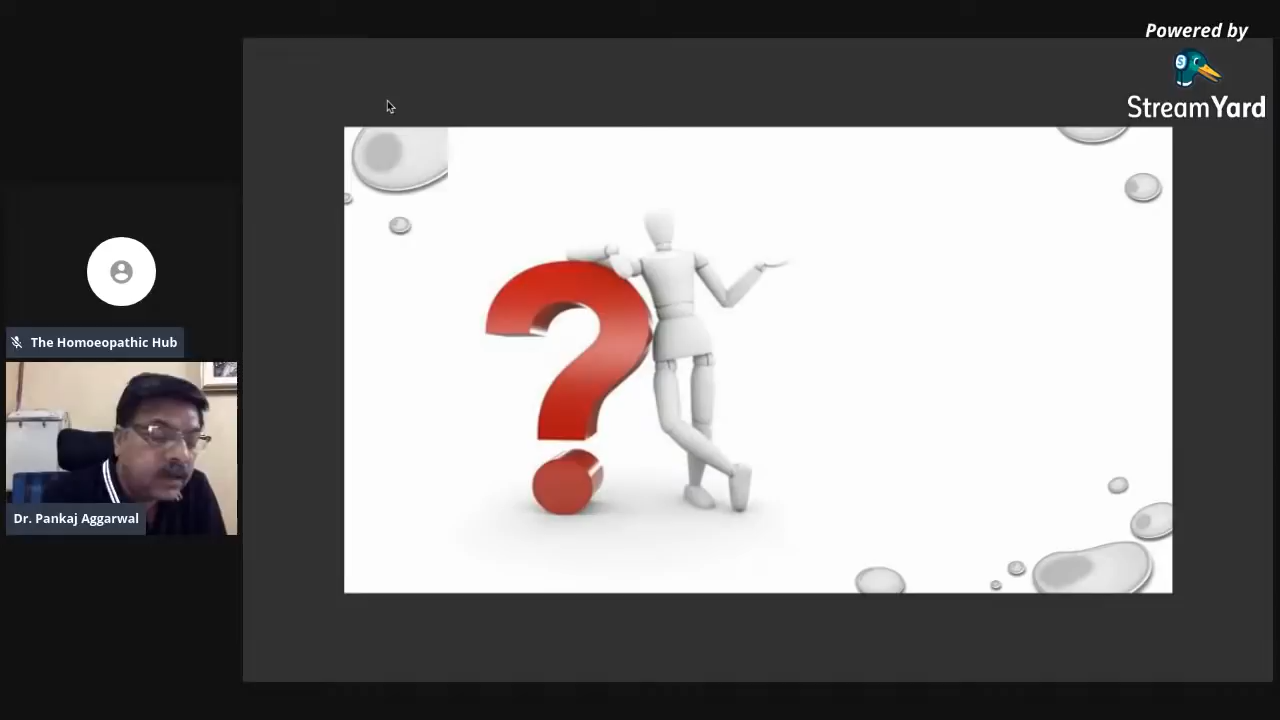 Powered by
StreamYard
The Homoeopathic Hub
Dr. Pankaj Aggarwal